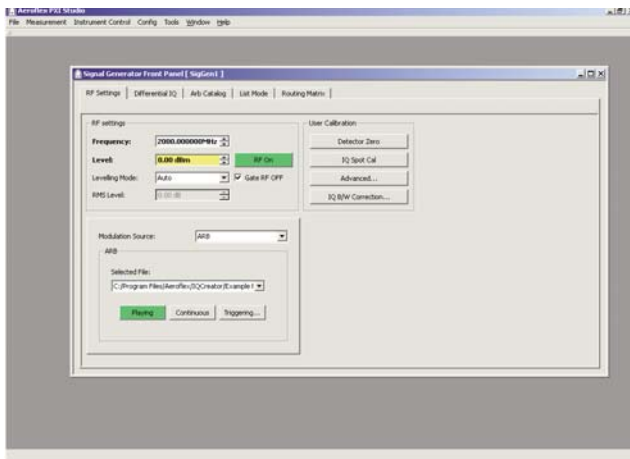 Aeroflex PXI Studio
File Measurement Instrument Control Config Tools Window Help
Signal Generator Front Panel [ SigGen1 ]
RF Settings Differential IQ Arb Catalog List Mode Routing Matrix
RF settings
Frequency: 2000.000000MHz
Level: 0.00 dBm RF On
Levelling Mode: Auto Gate RF OFF
RMS Level: 0.00 dB
User Calibration
Detector Zero
IQ Spot Cal
Advanced...
IQ B/W Correction...
Modulation Source: ARB
ARB
Selected File:
C:/Program Files/Aeroflex/IQCreator/Example
Playing Continuous Triggering...